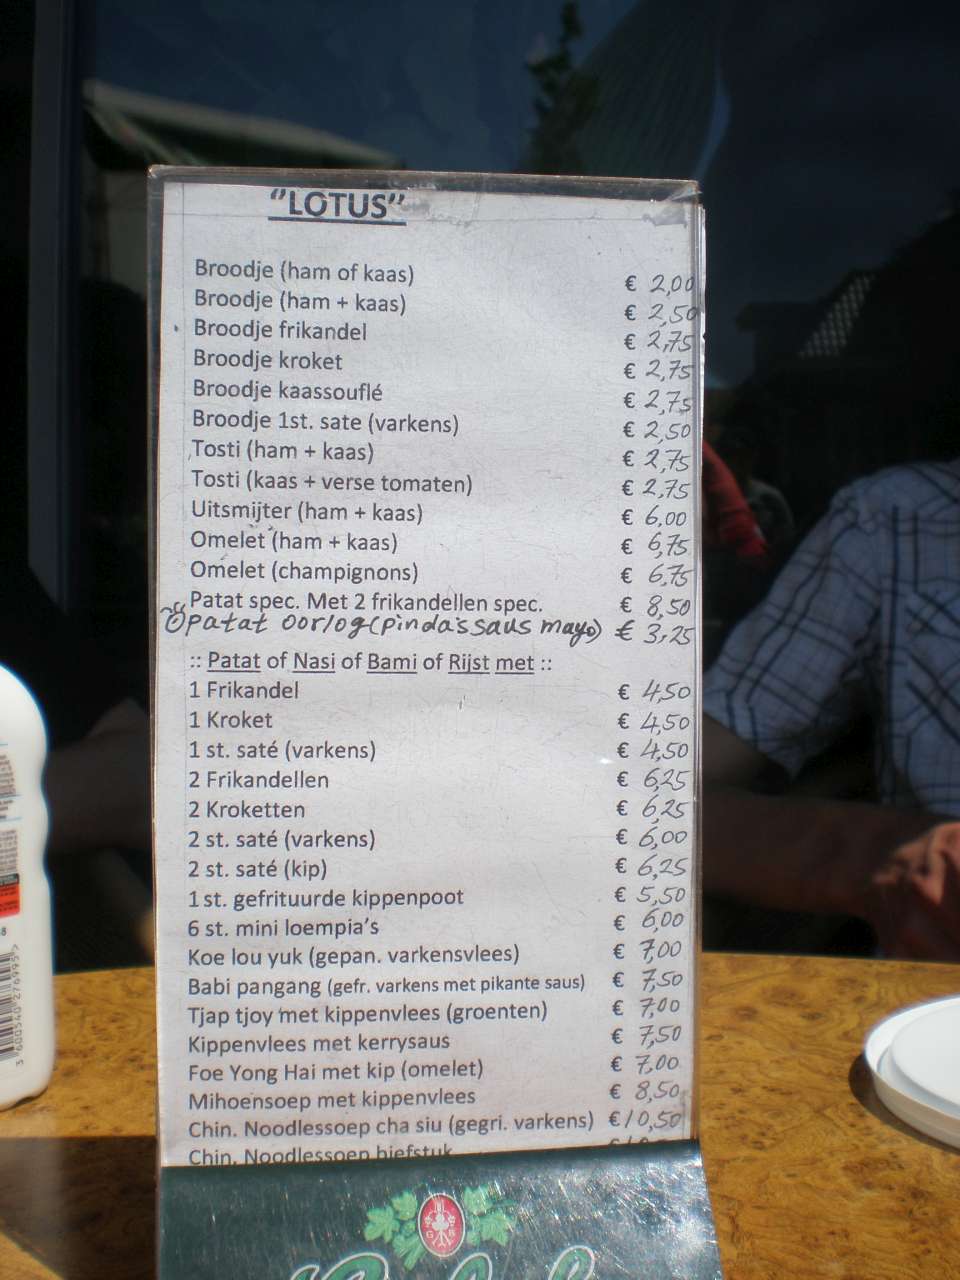 "LOTUS"
Broodje (ham of kaas) € 2,00
Broodje (ham + kaas) € 2,50
Broodje frikandel € 2,75
Broodje kroket € 2,75
Broodje kaassouflé € 2,75
Broodje 1st. sate (varkens) € 2,50
Tosti (ham + kaas) € 2,75
Tosti (kaas + verse tomaten) € 2,75
Uitsmijter (ham + kaas) € 6,00
Omelet (ham + kaas) € 6,75
Omelet (champignons) € 6,75
Patat spec. Met 2 frikandellen spec. € 8,50
Patat oorlog (pinda's saus mayo) € 3,25
:: Patat of Nasi of Bami of Rijst met ::
1 Frikandel € 4,50
1 Kroket € 4,50
1 st. saté (varkens) € 4,50
2 Frikandellen € 6,25
2 Kroketten € 6,25
2 st. saté (varkens) € 6,00
2 st. saté (kip) € 6,25
1 st. gefrituurde kippenpoot € 5,50
6 st. mini loempia's € 6,00
Koe lou yuk (gepan. varkensvlees) € 7,00
Babi pangang (gefr. varkens met pikante saus) € 7,50
Tjap tjoy met kippenvlees (groenten) € 7,00
Kippenvlees met kerrysaus € 7,50
Foe Yong Hai met kip (omelet) € 7,00
Mihoensoep met kippenvlees € 8,50
Chin. Noodlessoep cha siu (gegri. varkens) € 10,50
Chin. Noodlessoep biefstuk
G B
3 600540 276995>